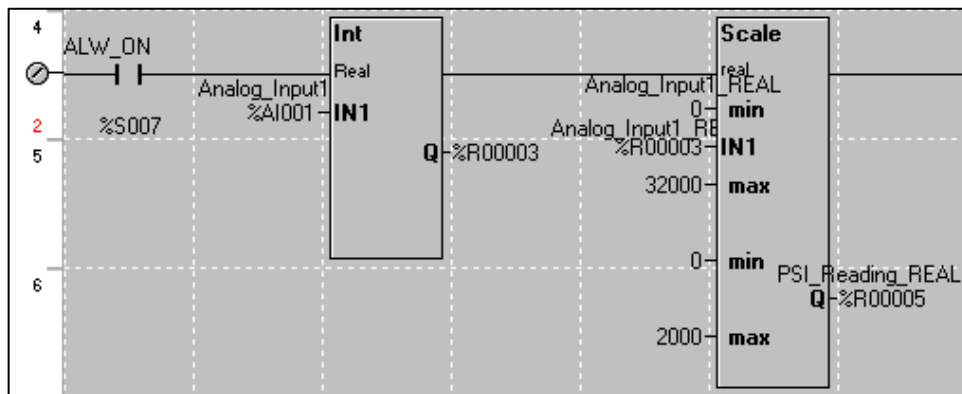 4
ALW_ON
%S007
2
5
6
Int
Real
Analog_Input1
%AI001
IN1
Q
%R00003
Scale
real
Analog_Input1_REAL
0
min
Analog_Input1_RE
%R00003
IN1
32000
max
0
min
PSI_Reading_REAL
Q
%R00005
2000
max